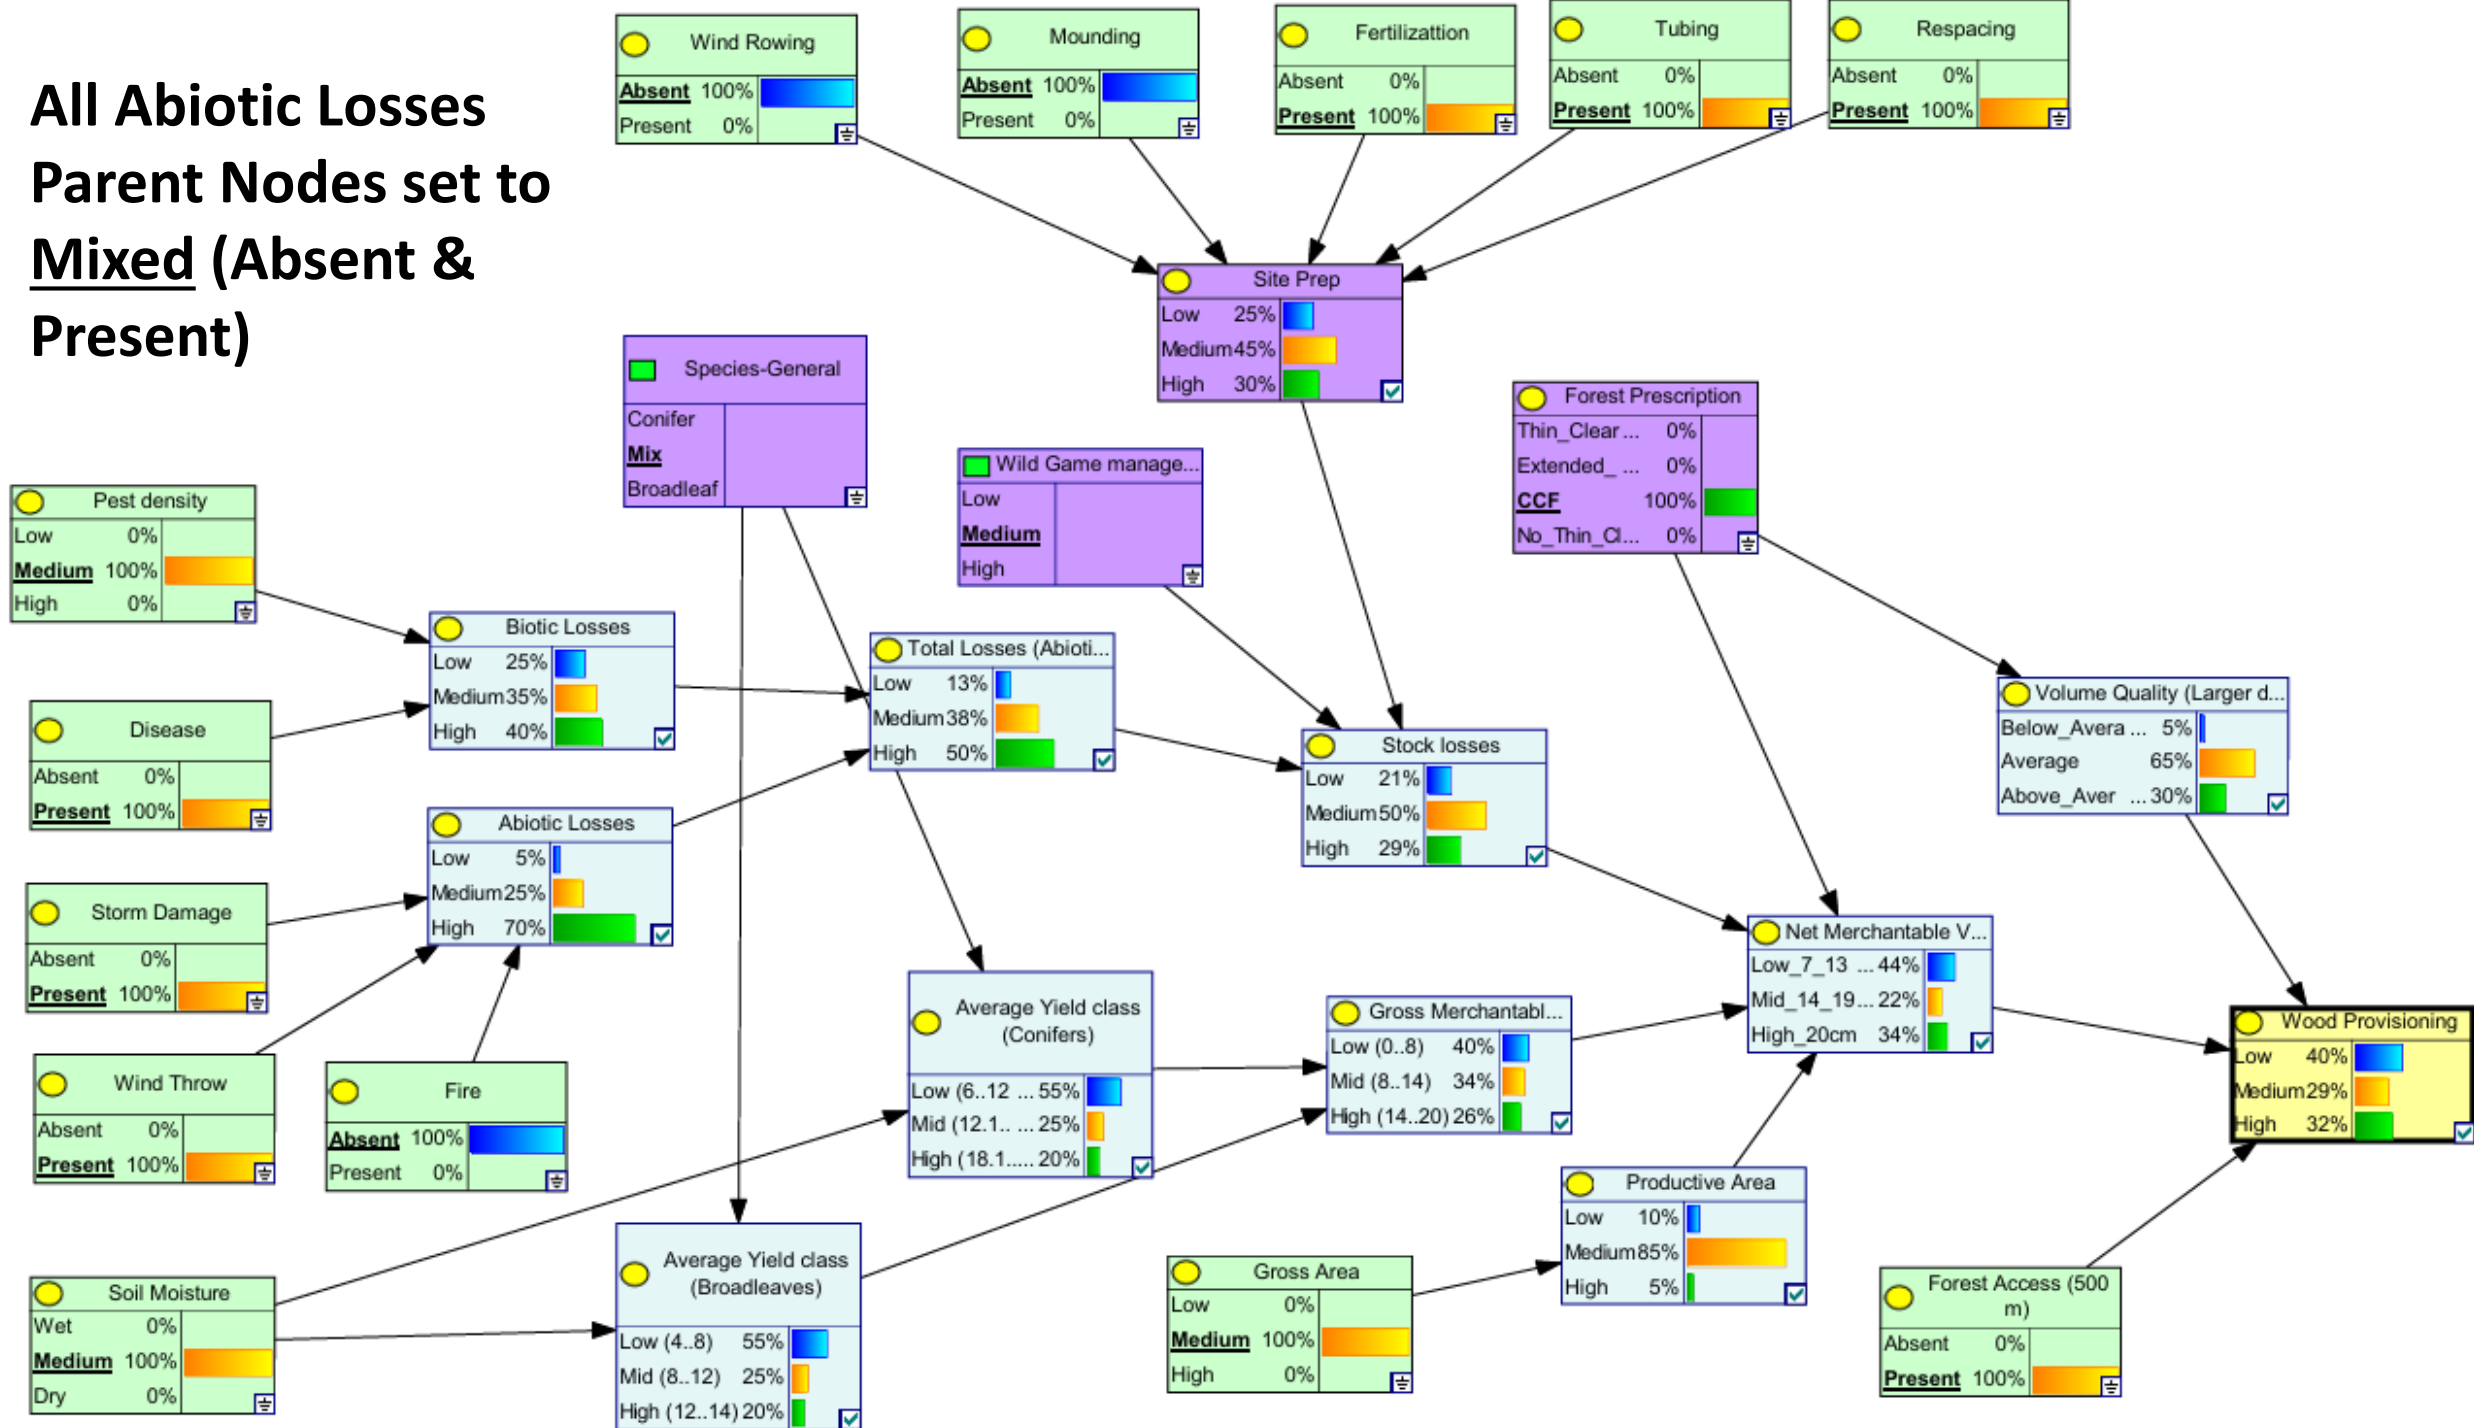 All Abiotic Losses
Parent Nodes set to
Mixed (Absent &
Present)
Wind Rowing
Absent 100%
Present 0%
Mounding
Absent 100%
Present 0%
Fertilizattion
Absent 0%
Present 100%
Tubing
Absent 0%
Present 100%
Respacing
Absent 0%
Present 100%
Site Prep
Low 25%
Medium 45%
High 30%
Species-General
Conifer
Mix
Broadleaf
Wild Game manage...
Low
Medium
High
Forest Prescription
Thin_Clear ... 0%
Extended_ ... 0%
CCF 100%
No_Thin_Cl... 0%
Pest density
Low 0%
Medium 100%
High 0%
Biotic Losses
Low 25%
Medium 35%
High 40%
Total Losses (Abioti...
Low 13%
Medium 38%
High 50%
Disease
Absent 0%
Present 100%
Stock losses
Low 21%
Medium 50%
High 29%
Volume Quality (Larger d...
Below_Avera ... 5%
Average 65%
Above_Aver ... 30%
Abiotic Losses
Low 5%
Medium 25%
High 70%
Storm Damage
Absent 0%
Present 100%
Net Merchantable V...
Low_7_13 ... 44%
Mid_14_19... 22%
High_20cm 34%
Average Yield class
(Conifers)
Low (6..12 ... 55%
Mid (12.1.. ... 25%
High (18.1..... 20%
Gross Merchantabl...
Low (0..8) 40%
Mid (8..14) 34%
High (14..20) 26%
Wood Provisioning
Low 40%
Medium 29%
High 32%
Wind Throw
Absent 0%
Present 100%
Fire
Absent 100%
Present 0%
Productive Area
Low 10%
Medium 85%
High 5%
Average Yield class
(Broadleaves)
Low (4..8) 55%
Mid (8..12) 25%
High (12..14) 20%
Soil Moisture
Wet 0%
Medium 100%
Dry 0%
Gross Area
Low 0%
Medium 100%
High 0%
Forest Access (500
m)
Absent 0%
Present 100%